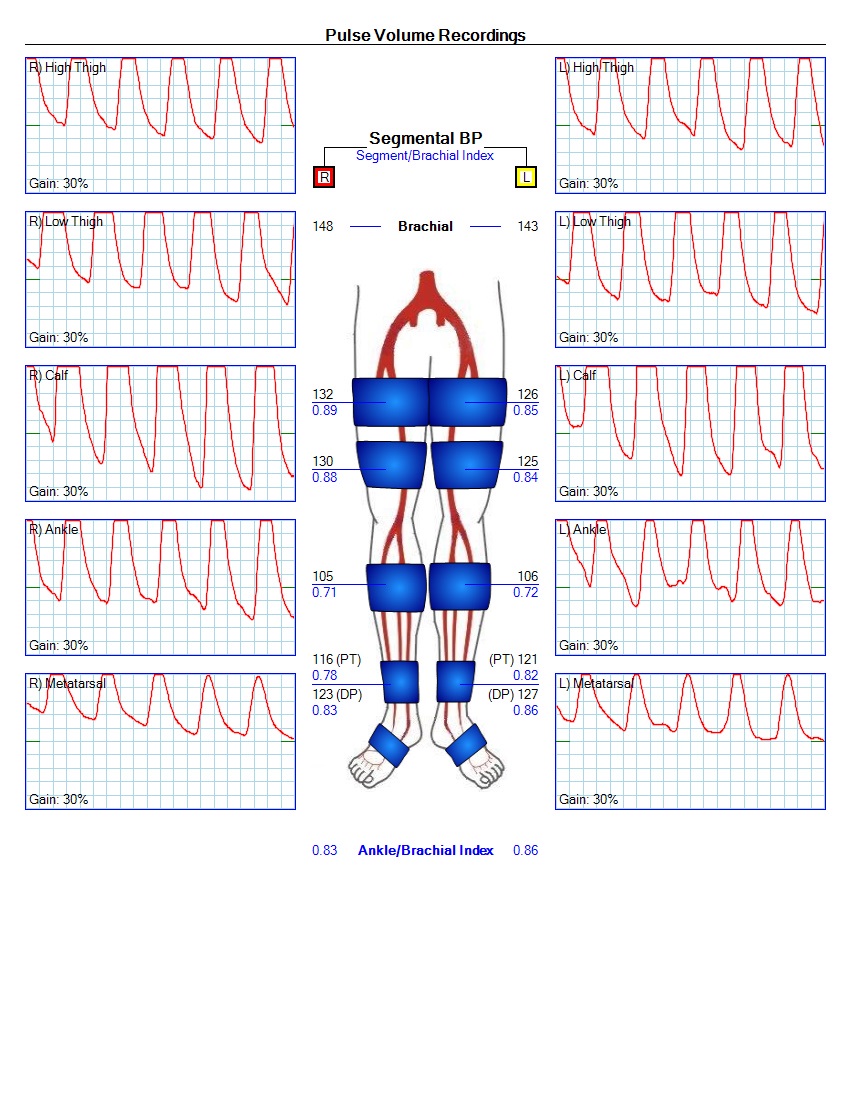 Pulse Volume Recordings
R) High Thigh
Gain: 30%
L) High Thigh
Gain: 30%
Segmental BP
Segment/Brachial Index
R
L
R) Low Thigh
Gain: 30%
148 Brachial 143
L) Low Thigh
Gain: 30%
R) Calf
Gain: 30%
132 126
0.89 0.85
130 125
0.88 0.84
L) Calf
Gain: 30%
R) Ankle
Gain: 30%
105 106
0.71 0.72
L) Ankle
Gain: 30%
116 (PT) (PT) 121
0.78 0.82
123 (DP) (DP) 127
0.83 0.86
R) Metatarsal
Gain: 30%
L) Metatarsal
Gain: 30%
0.83 Ankle/Brachial Index 0.86